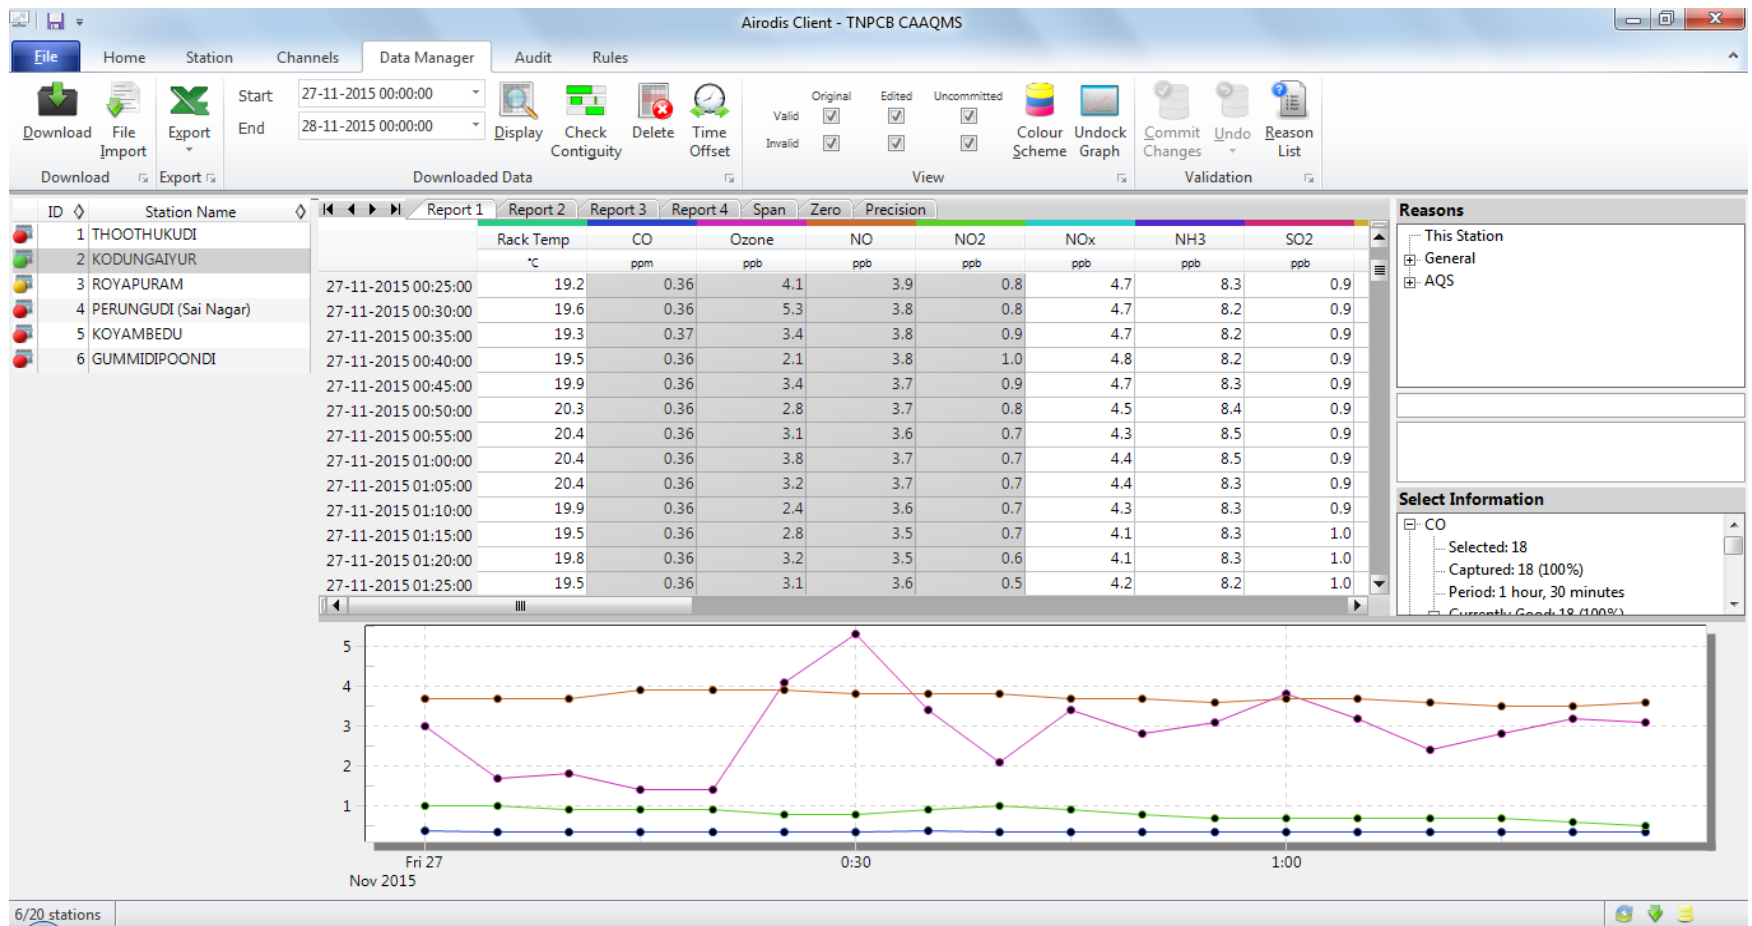 Airodis Client - TNPCB CAAQMS
File Home Station Channels Data Manager Audit Rules
Start 27-11-2015 00:00:00
End 28-11-2015 00:00:00
Original Edited Uncommitted
Valid
Invalid
Download File Import Export Display Check Contiguity Delete Time Offset Colour Scheme Undock Graph Commit Changes Undo Reason List
Download Export Downloaded Data View Validation
ID Station Name
1 THOOTHUKUDI
2 KODUNGAIYUR
3 ROYAPURAM
4 PERUNGUDI (Sai Nagar)
5 KOYAMBEDU
6 GUMMIDIPOONDI
Report 1 Report 2 Report 3 Report 4 Span Zero Precision
Rack Temp CO Ozone NO NO2 NOx NH3 SO2
°C ppm ppb ppb ppb ppb ppb ppb
27-11-2015 00:25:00 19.2 0.36 4.1 3.9 0.8 4.7 8.3 0.9
27-11-2015 00:30:00 19.6 0.36 5.3 3.8 0.8 4.7 8.2 0.9
27-11-2015 00:35:00 19.3 0.37 3.4 3.8 0.9 4.7 8.2 0.9
27-11-2015 00:40:00 19.5 0.36 2.1 3.8 1.0 4.8 8.2 0.9
27-11-2015 00:45:00 19.9 0.36 3.4 3.7 0.9 4.7 8.3 0.9
27-11-2015 00:50:00 20.3 0.36 2.8 3.7 0.8 4.5 8.4 0.9
27-11-2015 00:55:00 20.4 0.36 3.1 3.6 0.7 4.3 8.5 0.9
27-11-2015 01:00:00 20.4 0.36 3.8 3.7 0.7 4.4 8.5 0.9
27-11-2015 01:05:00 20.4 0.36 3.2 3.7 0.7 4.4 8.3 0.9
27-11-2015 01:10:00 19.9 0.36 2.4 3.6 0.7 4.3 8.3 0.9
27-11-2015 01:15:00 19.5 0.36 2.8 3.5 0.7 4.1 8.3 1.0
27-11-2015 01:20:00 19.8 0.36 3.2 3.5 0.6 4.1 8.3 1.0
27-11-2015 01:25:00 19.5 0.36 3.1 3.6 0.5 4.2 8.2 1.0
Reasons
This Station
General
AQS
Select Information
CO
Selected: 18
Captured: 18 (100%)
Period: 1 hour, 30 minutes
Currently Good: 18 (100%)
5
4
3
2
1
Fri 27 0:30 1:00
Nov 2015
6/20 stations